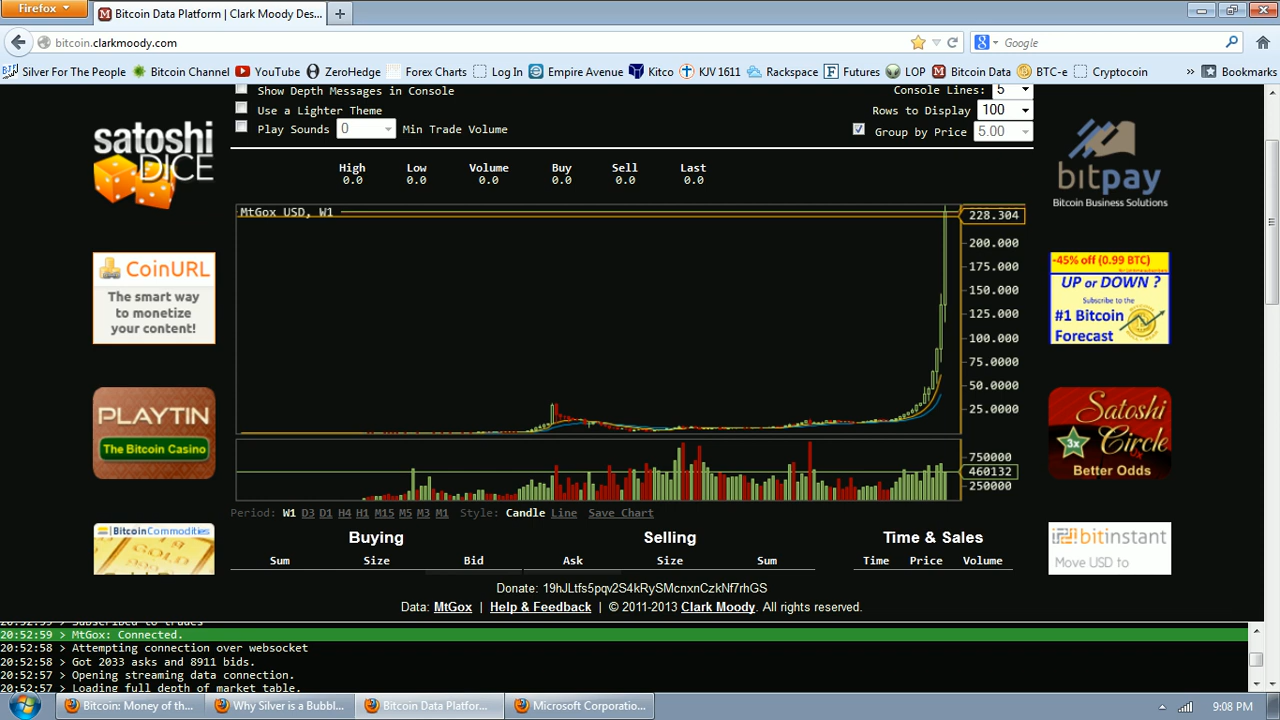 Firefox
Bitcoin Data Platform | Clark Moody Des...
bitcoin.clarkmoody.com
Google
Silver For The People
Bitcoin Channel
YouTube
ZeroHedge
Forex Charts
Log In
Empire Avenue
Kitco
KJV 1611
Rackspace
Futures
LOP
Bitcoin Data
BTC-e
Cryptocoin
Bookmarks
Show Depth Messages in Console
Console Lines: 5
Use a Lighter Theme
Rows to Display 100
Play Sounds 0 Min Trade Volume
Group by Price 5.00
satoshi
DICE
High Low Volume Buy Sell Last
0.0 0.0 0.0 0.0 0.0 0.0
bitpay
Bitcoin Business Solutions
MtGox USD, W1
228.304
200.000
175.000
150.000
125.000
100.000
75.0000
50.0000
25.0000
750000
460132
250000
CoinURL
The smart way
to monetize
your content!
-45% off (0.99 BTC)
UP or DOWN ?
Subscribe to the
#1 Bitcoin
Forecast
PLAYTIN
The Bitcoin Casino
Satoshi
3x
Circle
Better Odds
Period: W1 D3 D1 H4 H1 M15 M5 M3 M1 Style: Candle Line Save Chart
Buying Selling Time & Sales
Sum Size Bid Ask Size Sum Time Price Volume
BitcoinCommodities
bitinstant
Move USD to
Donate: 19hJLtfs5pqv2S4kRySMcnxnCzkNf7rhGS
Data: MtGox | Help & Feedback | © 2011-2013 Clark Moody. All rights reserved.
20:52:59 > Subscribed to trades
20:52:59 > MtGox: Connected.
20:52:58 > Attempting connection over websocket
20:52:58 > Got 2033 asks and 8911 bids.
20:52:57 > Opening streaming data connection.
20:52:57 > Loading full depth of market table.
Bitcoin: Money of th...
Why Silver is a Bubbl...
Bitcoin Data Platfor...
Microsoft Corporatio...
9:08 PM